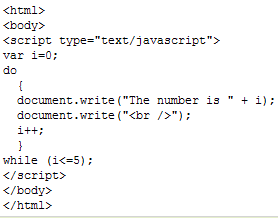 <html>
<body>
<script type="text/javascript">
var i=0;
do
  {
  document.write("The number is " + i);
  document.write("<br />");
  i++;
  }
while (i<=5);
</script>
</body>
</html>